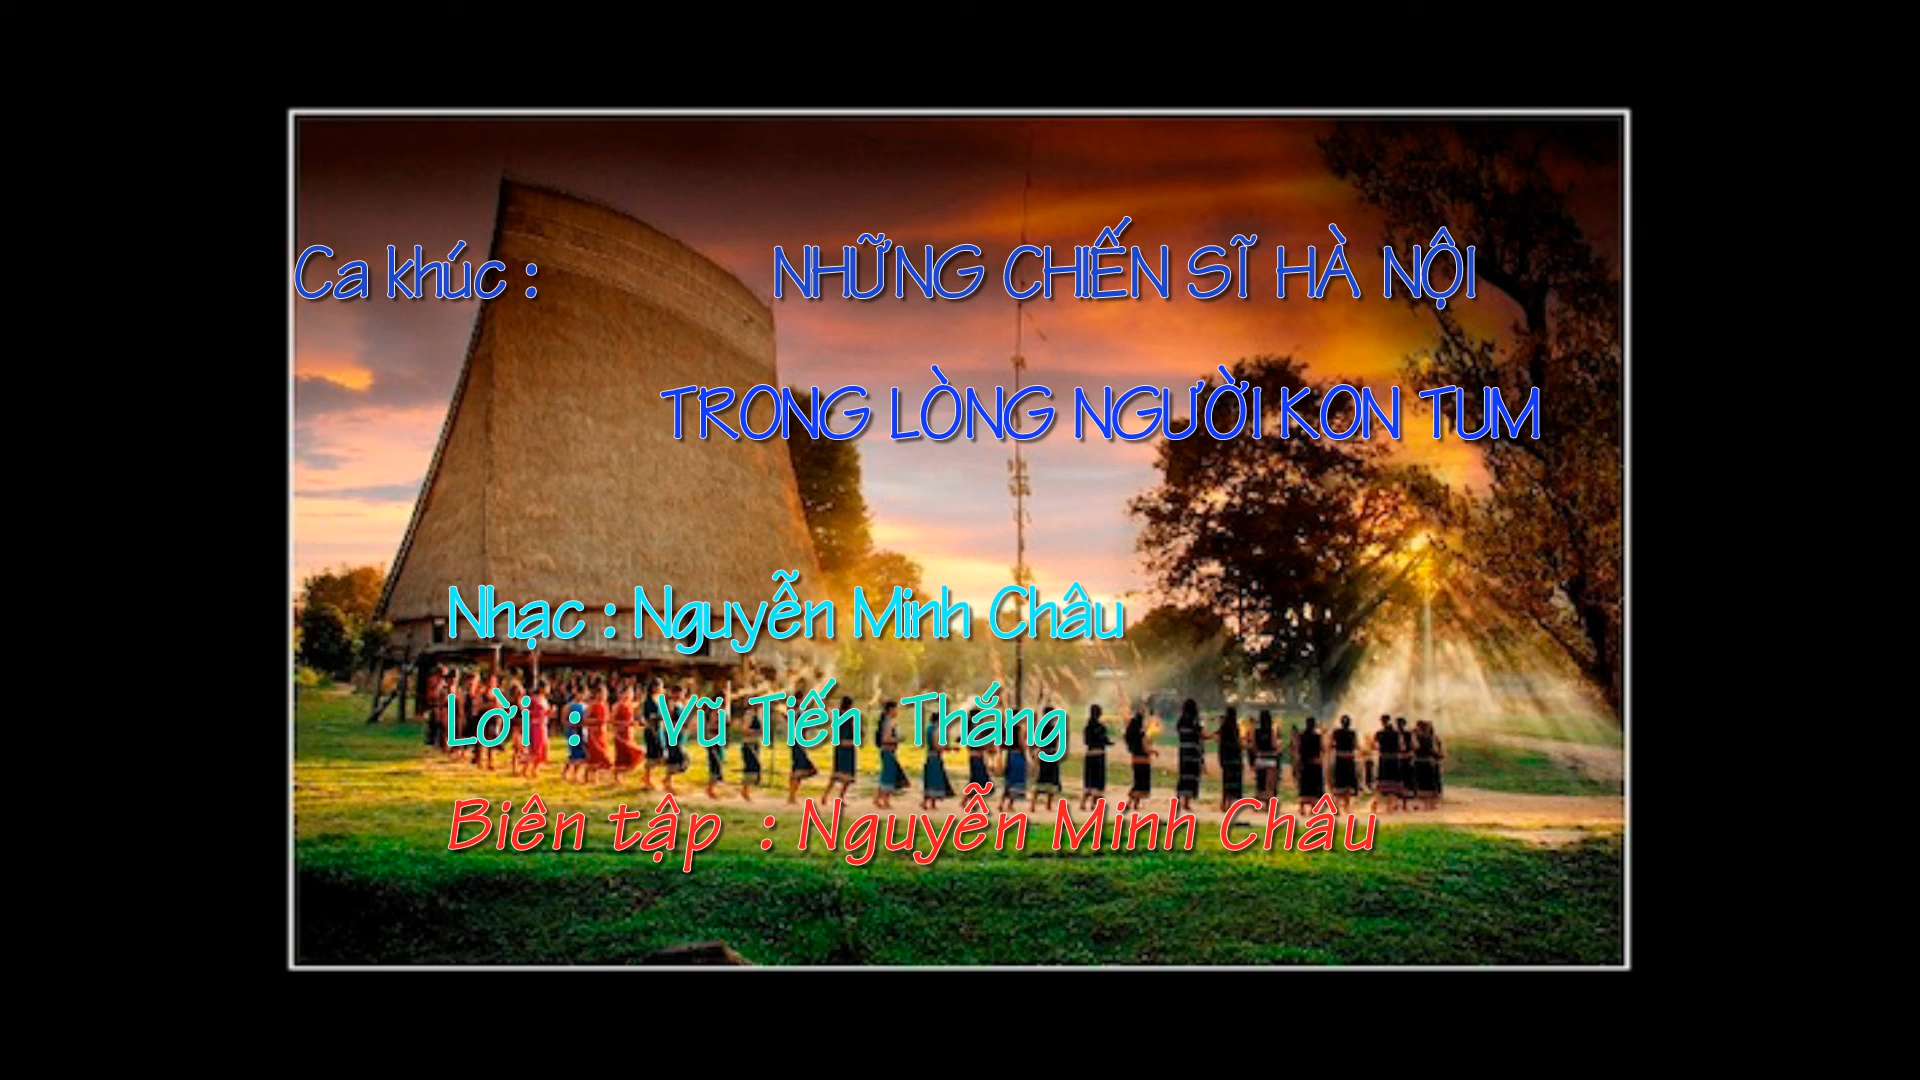 Ca khúc : NHỮNG CHIẾN SĨ HÀ NỘI
TRONG LÒNG NGƯỜI KON TUM
Nhạc : Nguyễn Minh Châu
Lời : Vũ Tiến Thắng
Biên tập : Nguyễn Minh Châu